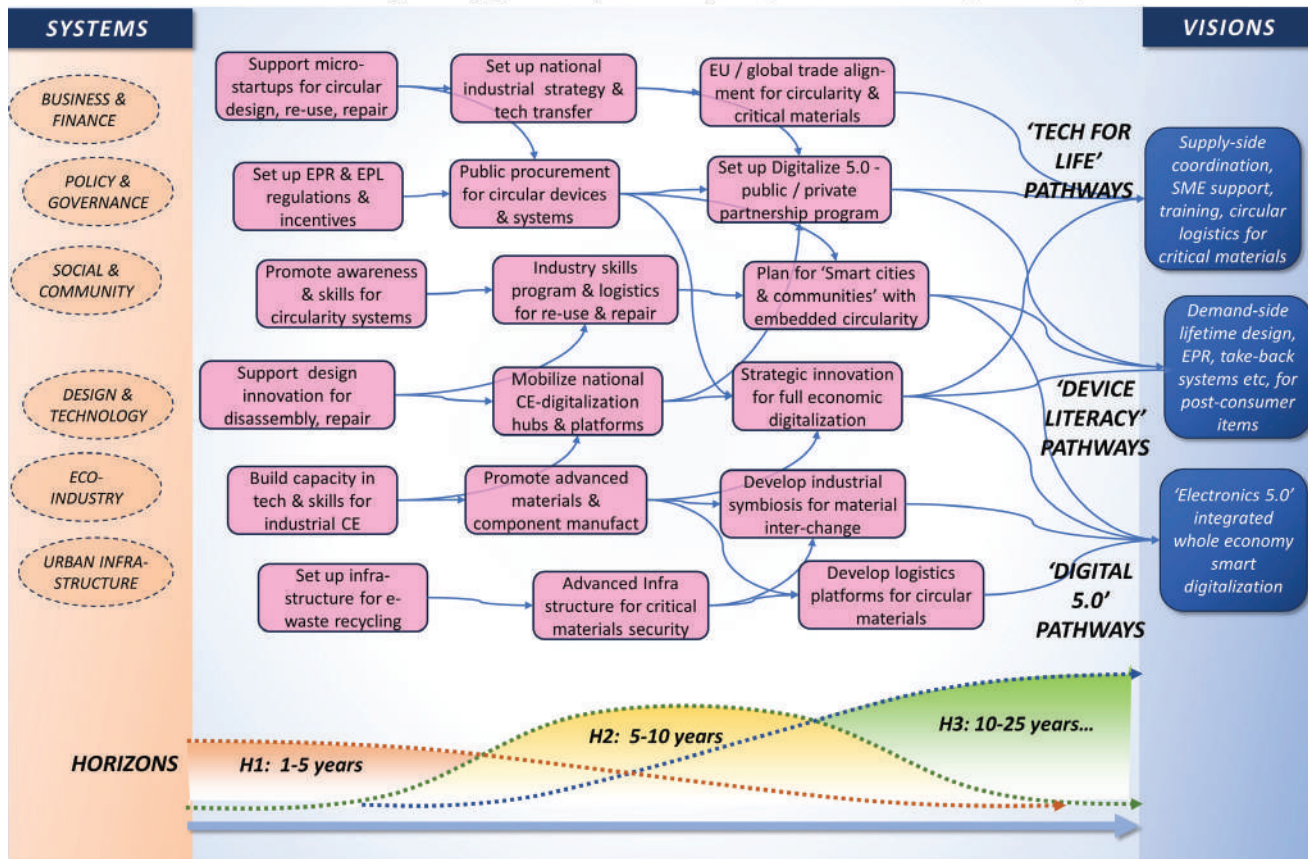 SYSTEMS
VISIONS
BUSINESS &
FINANCE
POLICY &
GOVERNANCE
SOCIAL &
COMMUNITY
DESIGN &
TECHNOLOGY
ECO-
INDUSTRY
URBAN INFRA-
STRUCTURE
Support micro-
startups for circular
design, re-use, repair
Set up national
industrial strategy &
tech transfer
EU / global trade align-
ment for circularity &
critical materials
Set up EPR & EPL
regulations &
incentives
Public procurement
for circular devices
& systems
Set up Digitalize 5.0 -
public / private
partnership program
Promote awareness
& skills for
circularity systems
Industry skills
program & logistics
for re-use & repair
Plan for ‘Smart cities
& communities’ with
embedded circularity
Support design
innovation for
disassembly, repair
Mobilize national
CE-digitalization
hubs & platforms
Strategic innovation
for full economic
digitalization
Build capacity in
tech & skills for
industrial CE
Promote advanced
materials &
component manufact
Develop industrial
symbiosis for material
inter-change
Set up infra-
structure for e-
waste recycling
Advanced Infra
structure for critical
materials security
Develop logistics
platforms for circular
materials
‘TECH FOR
LIFE’
PATHWAYS
‘DEVICE
LITERACY’
PATHWAYS
‘DIGITAL
5.0’
PATHWAYS
Supply-side
coordination,
SME support,
training, circular
logistics for
critical materials
Demand-side
lifetime design,
EPR, take-back
systems etc, for
post-consumer
items
‘Electronics 5.0’
integrated
whole economy
smart
digitalization
HORIZONS
H1: 1-5 years
H2: 5-10 years
H3: 10-25 years...